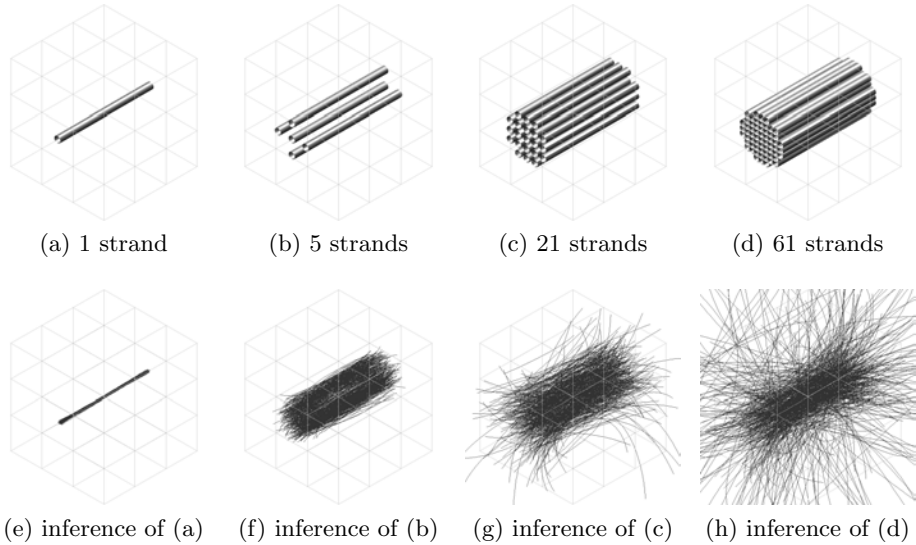 (a) 1 strand
(b) 5 strands
(c) 21 strands
(d) 61 strands
(e) inference of (a)
(f) inference of (b)
(g) inference of (c)
(h) inference of (d)